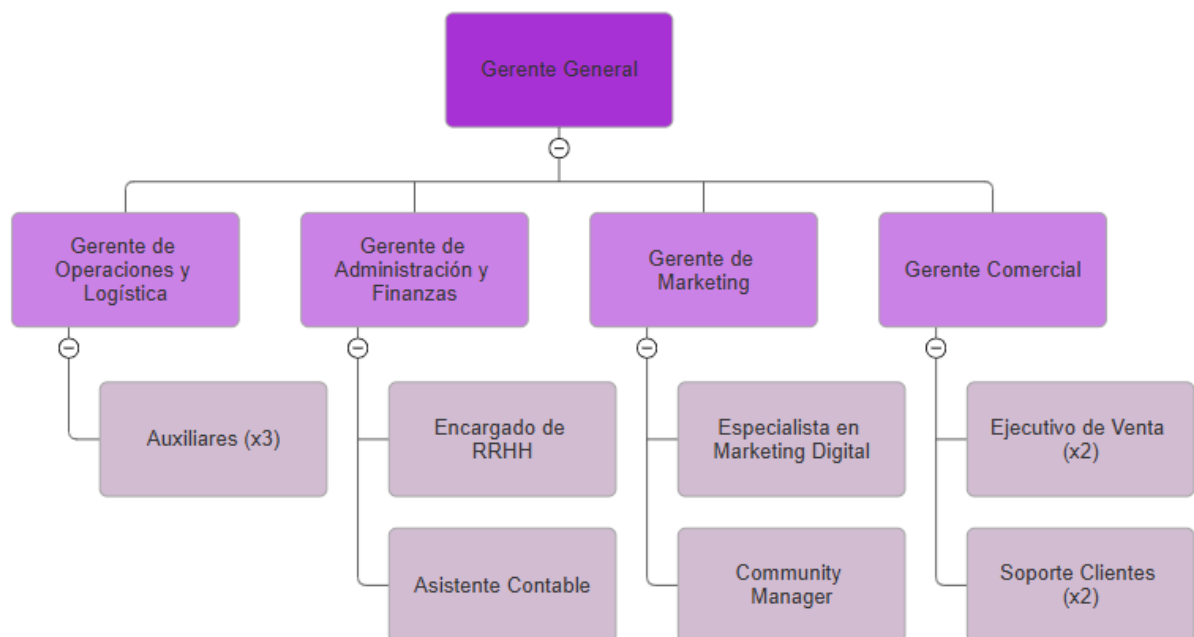 Gerente General
Gerente de
Operaciones y
Logística
Gerente de
Administración y
Finanzas
Gerente de
Marketing
Gerente Comercial
Auxiliares (x3)
Encargado de
RRHH
Especialista en
Marketing Digital
Ejecutivo de Venta
(x2)
Asistente Contable
Community
Manager
Soporte Clientes
(x2)